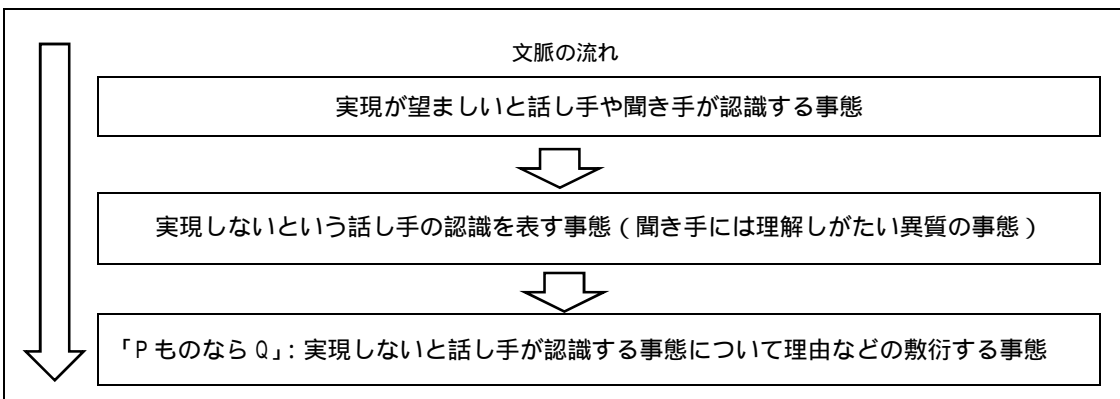 文脈の流れ
実現が望ましいと話し手や聞き手が認識する事態
実現しないという話し手の認識を表す事態(聞き手には理解しがたい異質の事態)
「PものならQ」:実現しないと話し手が認識する事態について理由などの敷衍する事態